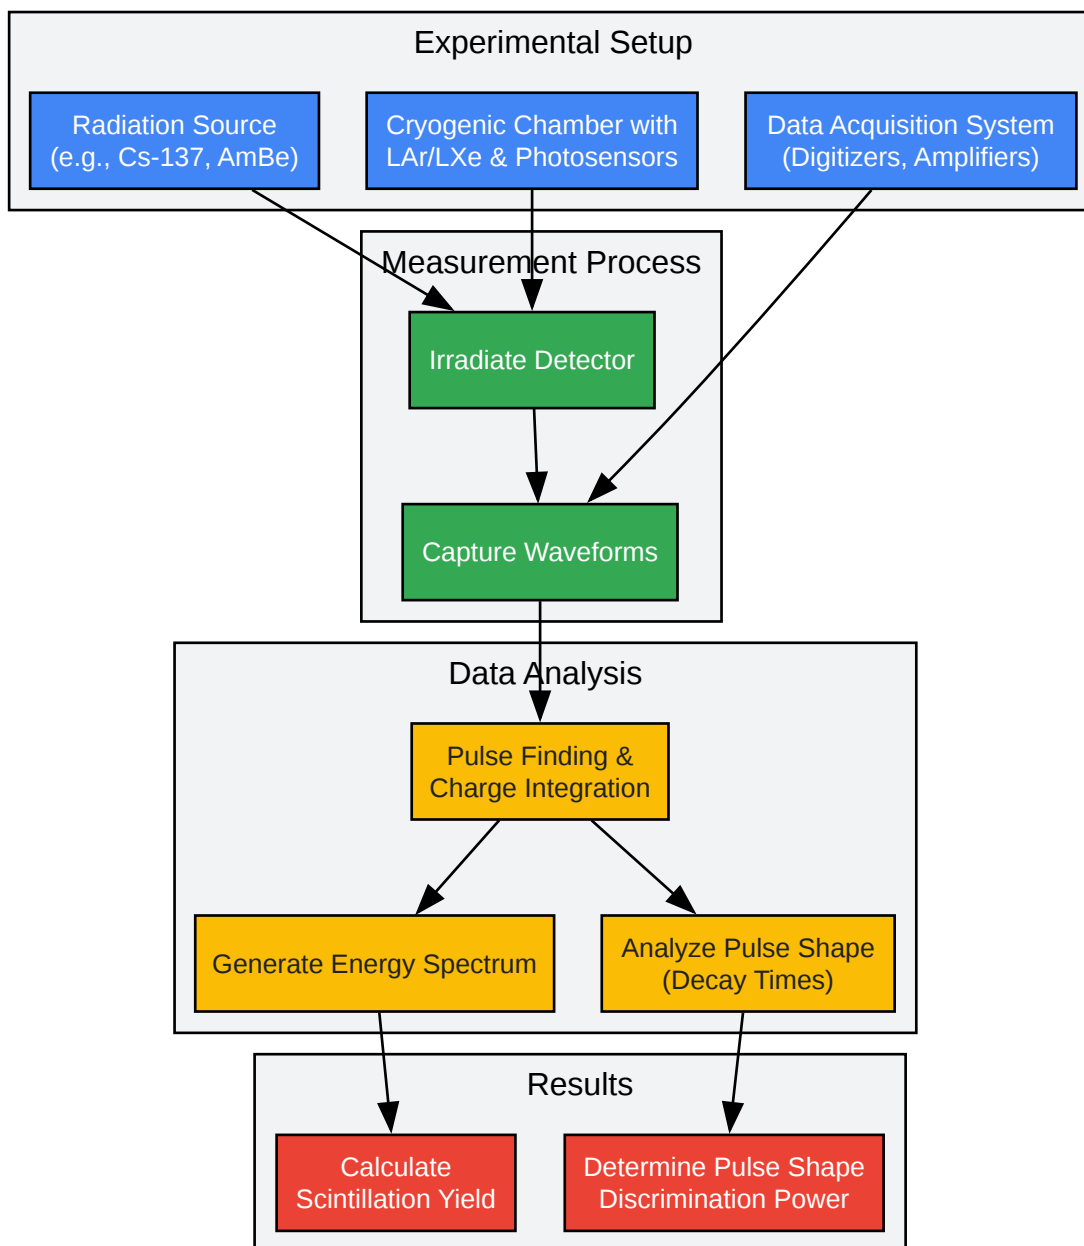 Experimental Setup
Radiation Source
(e.g., Cs-137, AmBe)
Cryogenic Chamber with
LAr/LXe & Photosensors
Data Acquisition System
(Digitizers, Amplifiers)
Measurement Process
Irradiate Detector
Capture Waveforms
Data Analysis
Pulse Finding &
Charge Integration
Generate Energy Spectrum
Analyze Pulse Shape
(Decay Times)
Results
Calculate
Scintillation Yield
Determine Pulse Shape
Discrimination Power